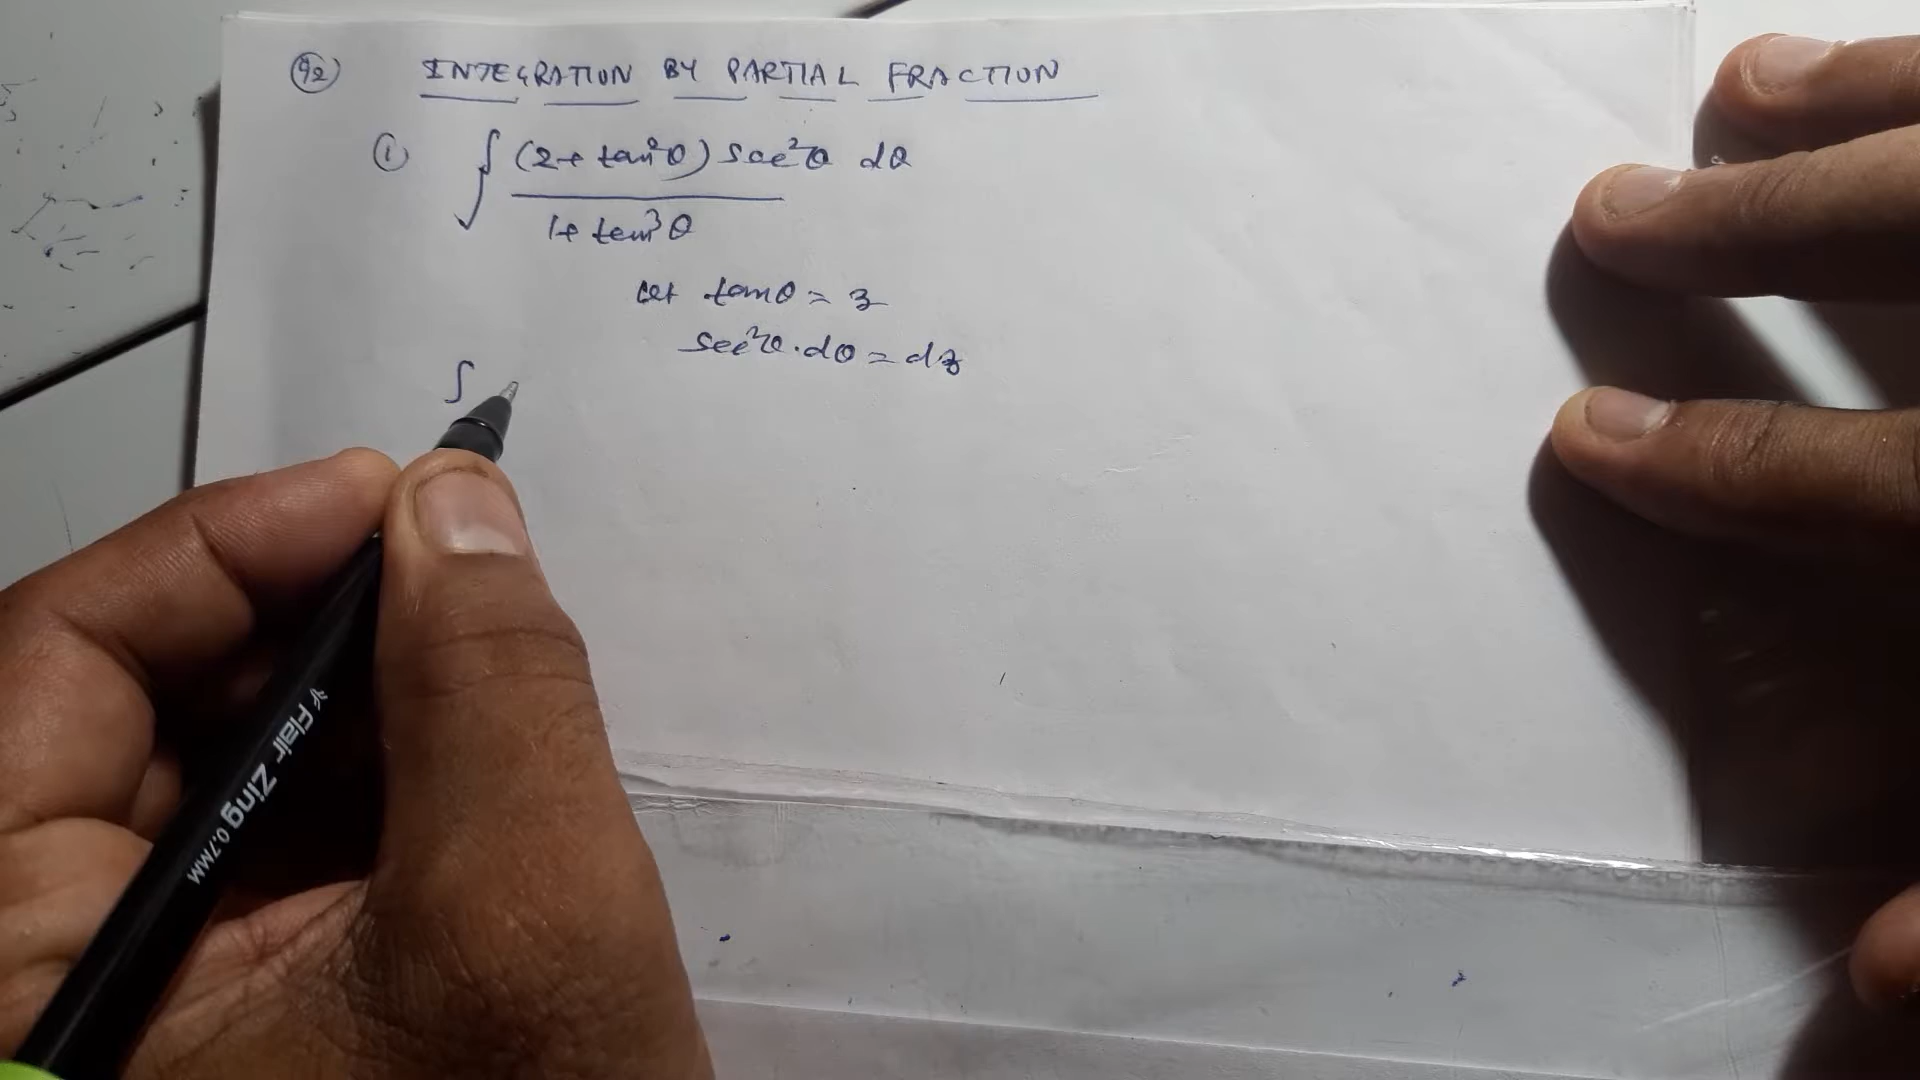 92 INTEGRATION BY PARTIAL FRACTION
① ∫ (2+ tan²θ) sec²θ dθ
1+ tan³θ
let tanθ = z
sec²θ.dθ = dz
∫
Flair Zing 0.7MM